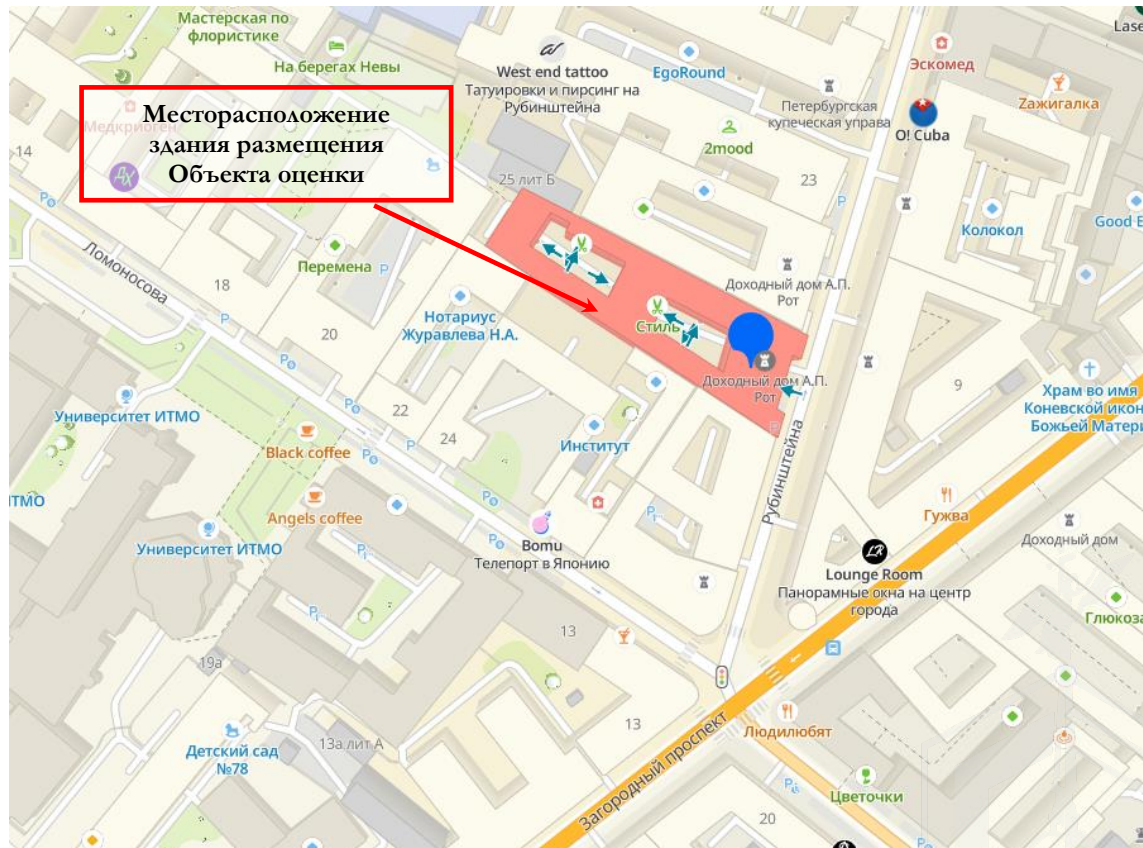 Мастерская по
флористике
На берегах Невы
West end tattoo
Татуировки и пирсинг на
Рубинштейна
EgoRound
Эскомед
Zажигалка
Lase
Петербургская
купеческая управа
O! Cuba
2mood
Месторасположение
здания размещения
Объекта оценки
Медкриоген
14
25 лит Б
23
Колокол
Good E
Ломоносова
Перемена
18
Доходный дом А.П.
Рот
20
Нотариус
Журавлева Н.А.
Стиль
Доходный дом А.П.
Рот
9
Храм во имя
Коневской икон
Божьей Матери
Университет ИТМО
22
24
Black coffee
Институт
Рубинштейна
ИТМО
Angels coffee
Гужва
Доходный дом
Университет ИТМО
Bomu
Телепорт в Японию
Lounge Room
Панорамные окна на центр
города
Глюкоза
13
19а
13
Людилюбят
Детский сад
№78
13а лит А
Загородный проспект
Цветочки
20